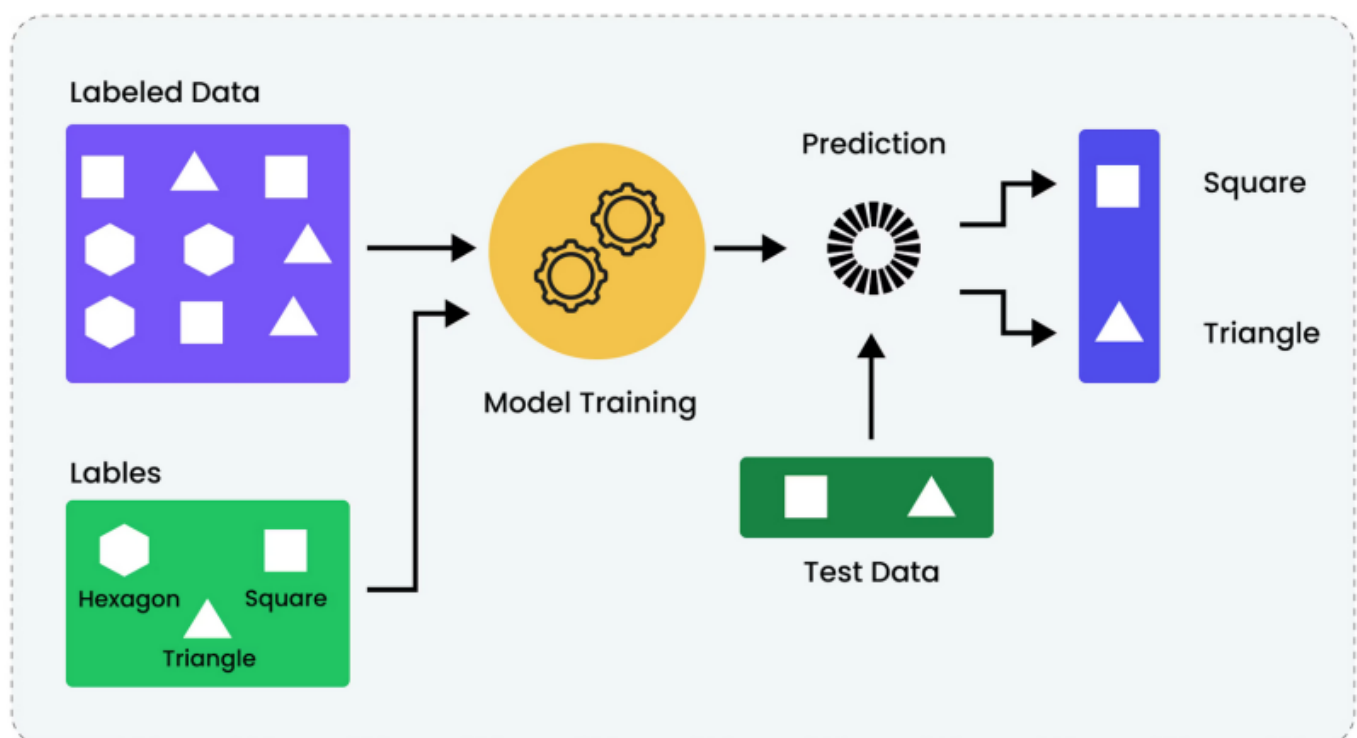 Labeled Data
Prediction
Square
Triangle
Model Training
Lables
Hexagon
Square
Triangle
Test Data